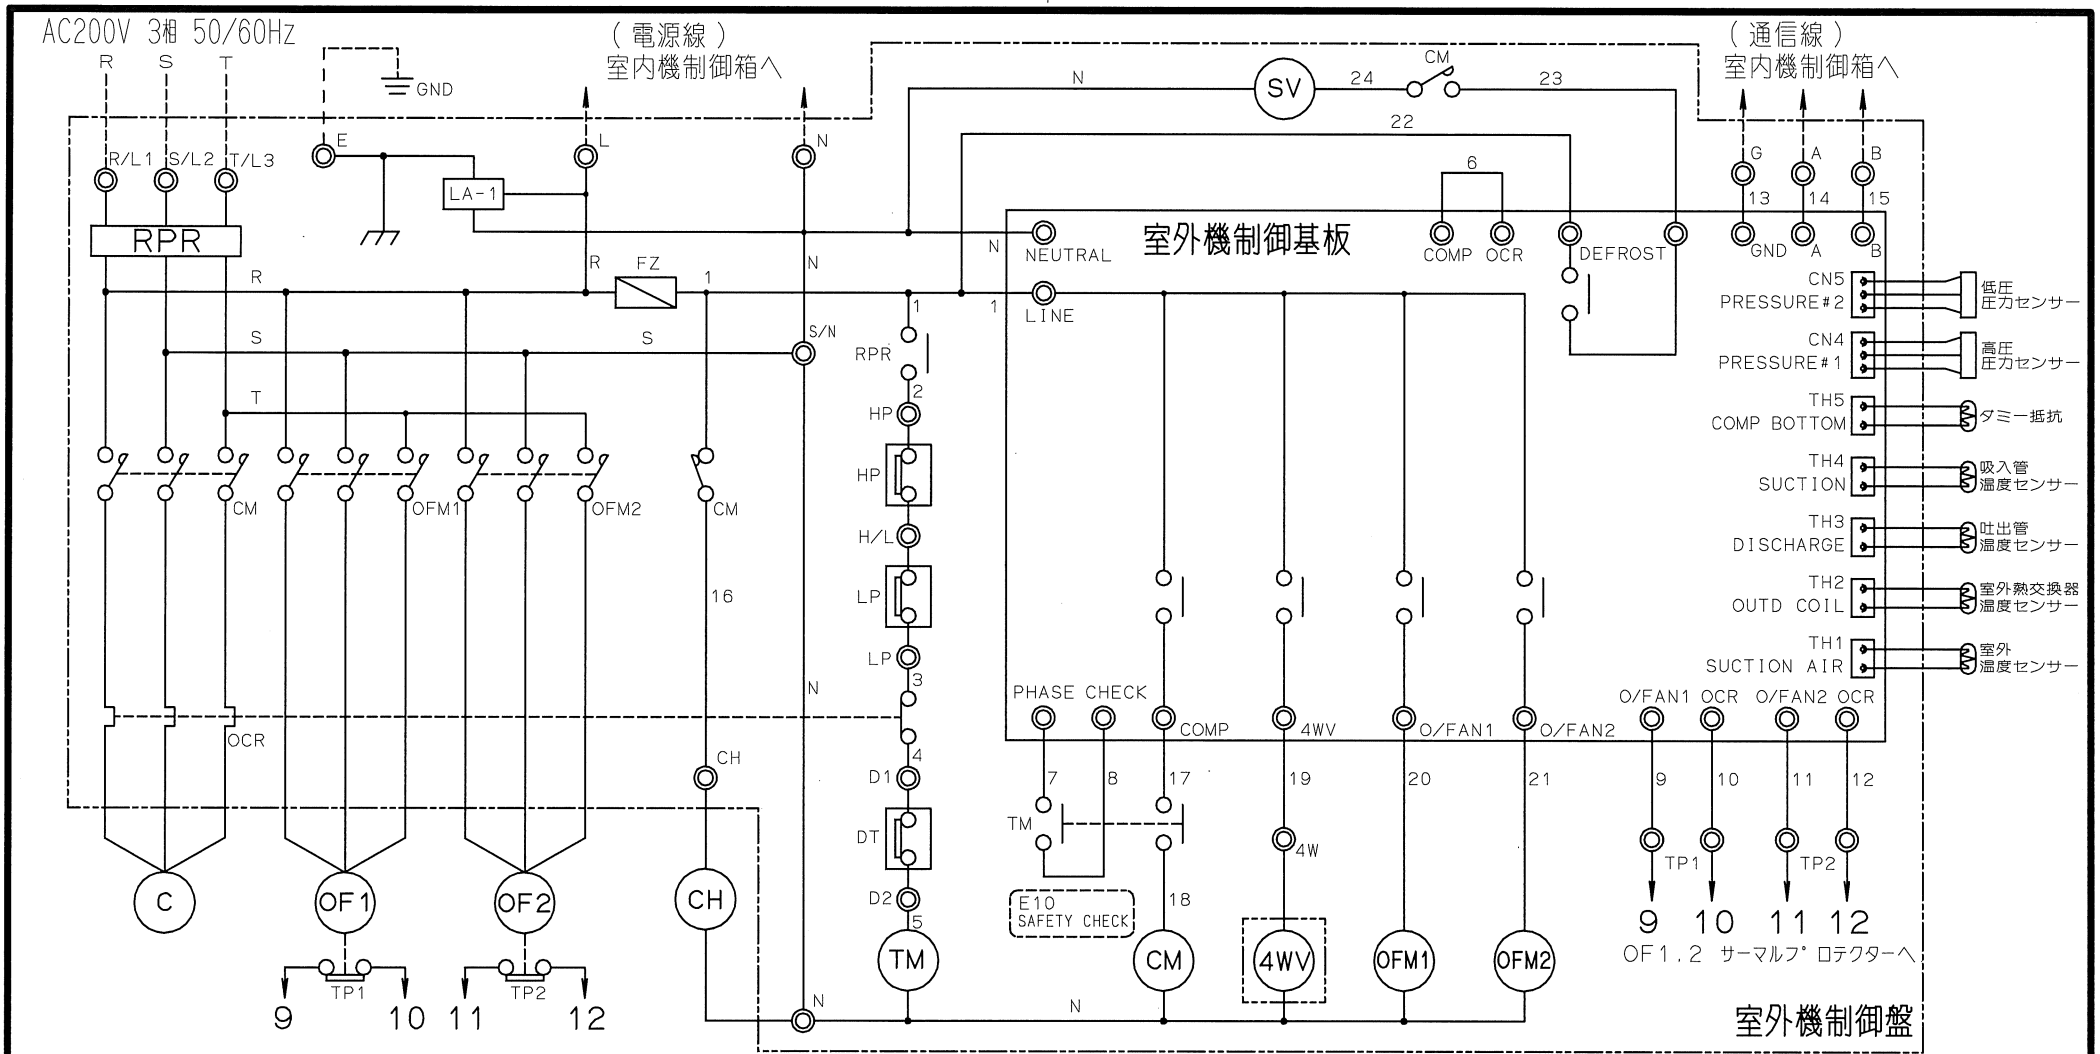 AC200V 3相 50/60Hz
R S T
GND
(電源線)
室内機制御箱へ
(通信線)
室内機制御箱へ
N SV 24 CM 23
22
6
E L N
R/L1 S/L2 T/L3
LA-1
G A B
13 14 15
RPR
室外機制御基板
N NEUTRAL
COMP OCR
DEFROST
GND A B
R R FZ 1 N
1 LINE
1
CN5
PRESSURE#2
低圧
圧力センサー
S S S/N
RPR
2
CN4
PRESSURE#1
高圧
圧力センサー
T
HP
TH5
COMP BOTTOM
ダミー抵抗
HP
TH4
SUCTION
吸入管
温度センサー
CM OFM1 OFM2 CM
H/L
TH3
DISCHARGE
吐出管
温度センサー
16
LP
TH2
OUTD COIL
室外熱交換器
温度センサー
LP
3
N
TH1
SUCTION AIR
室外
温度センサー
PHASE CHECK
O/FAN1 OCR O/FAN2 OCR
COMP 4WV O/FAN1 O/FAN2
OCR
4
CH
D1
7 8 17 19 20 21 9 10 11 12
TM
DT
4W
TP1 TP2
C OF1 OF2 CH
D2
5
E10
SAFETY CHECK
18
9 10 11 12
OF1.2 サーマルプロテクターへ
TM CM 4WV OFM1 OFM2
TP1 TP2
9 10 11 12
N N
室外機制御盤